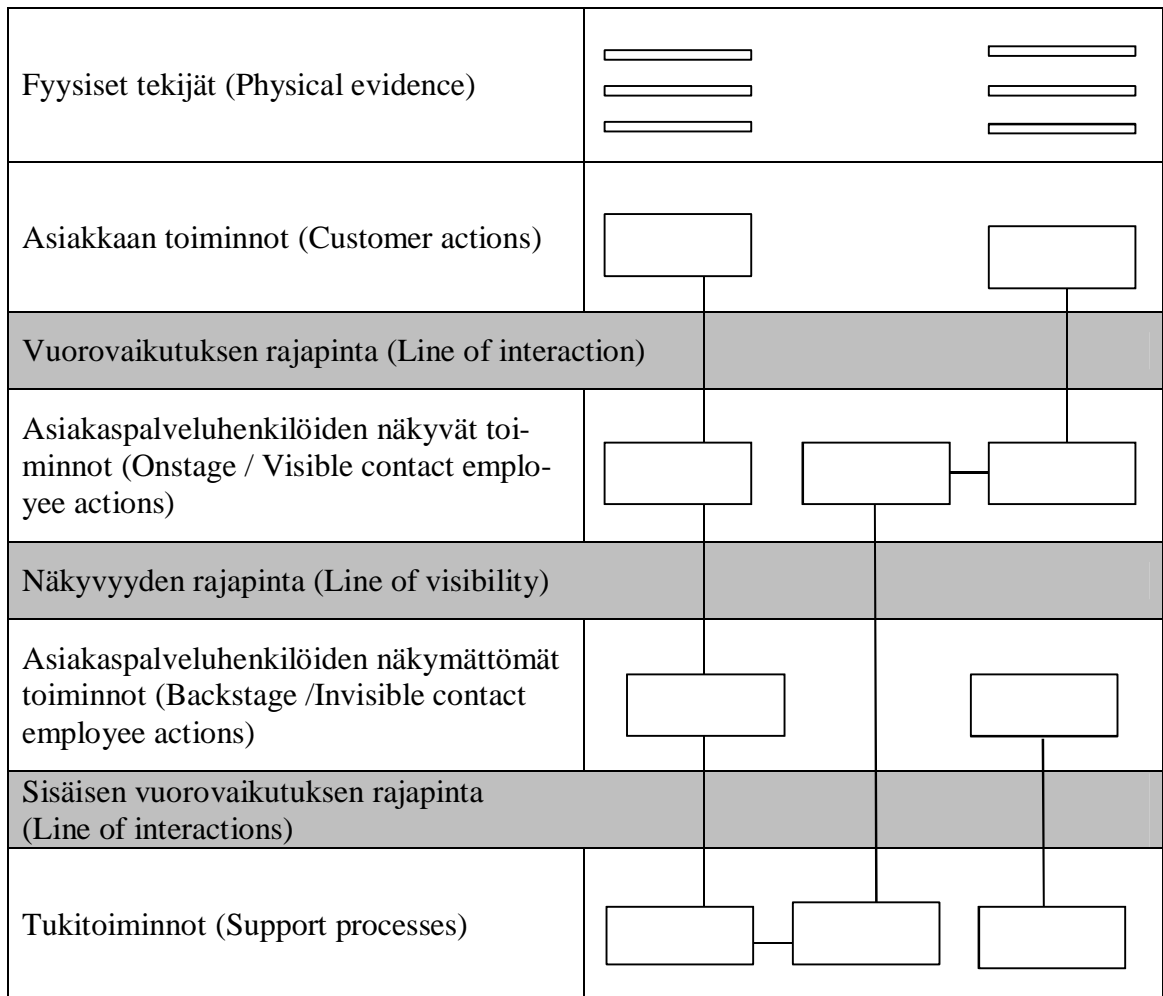 Fyysiset tekijät (Physical evidence)
Asiakkaan toiminnot (Customer actions)
Vuorovaikutuksen rajapinta (Line of interaction)
Asiakaspalveluhenkilöiden näkyvät toi-
minnot (Onstage / Visible contact emplo-
yee actions)
Näkyvyyden rajapinta (Line of visibility)
Asiakaspalveluhenkilöiden näkymättömät
toiminnot (Backstage /Invisible contact
employee actions)
Sisäisen vuorovaikutuksen rajapinta
(Line of interactions)
Tukitoiminnot (Support processes)